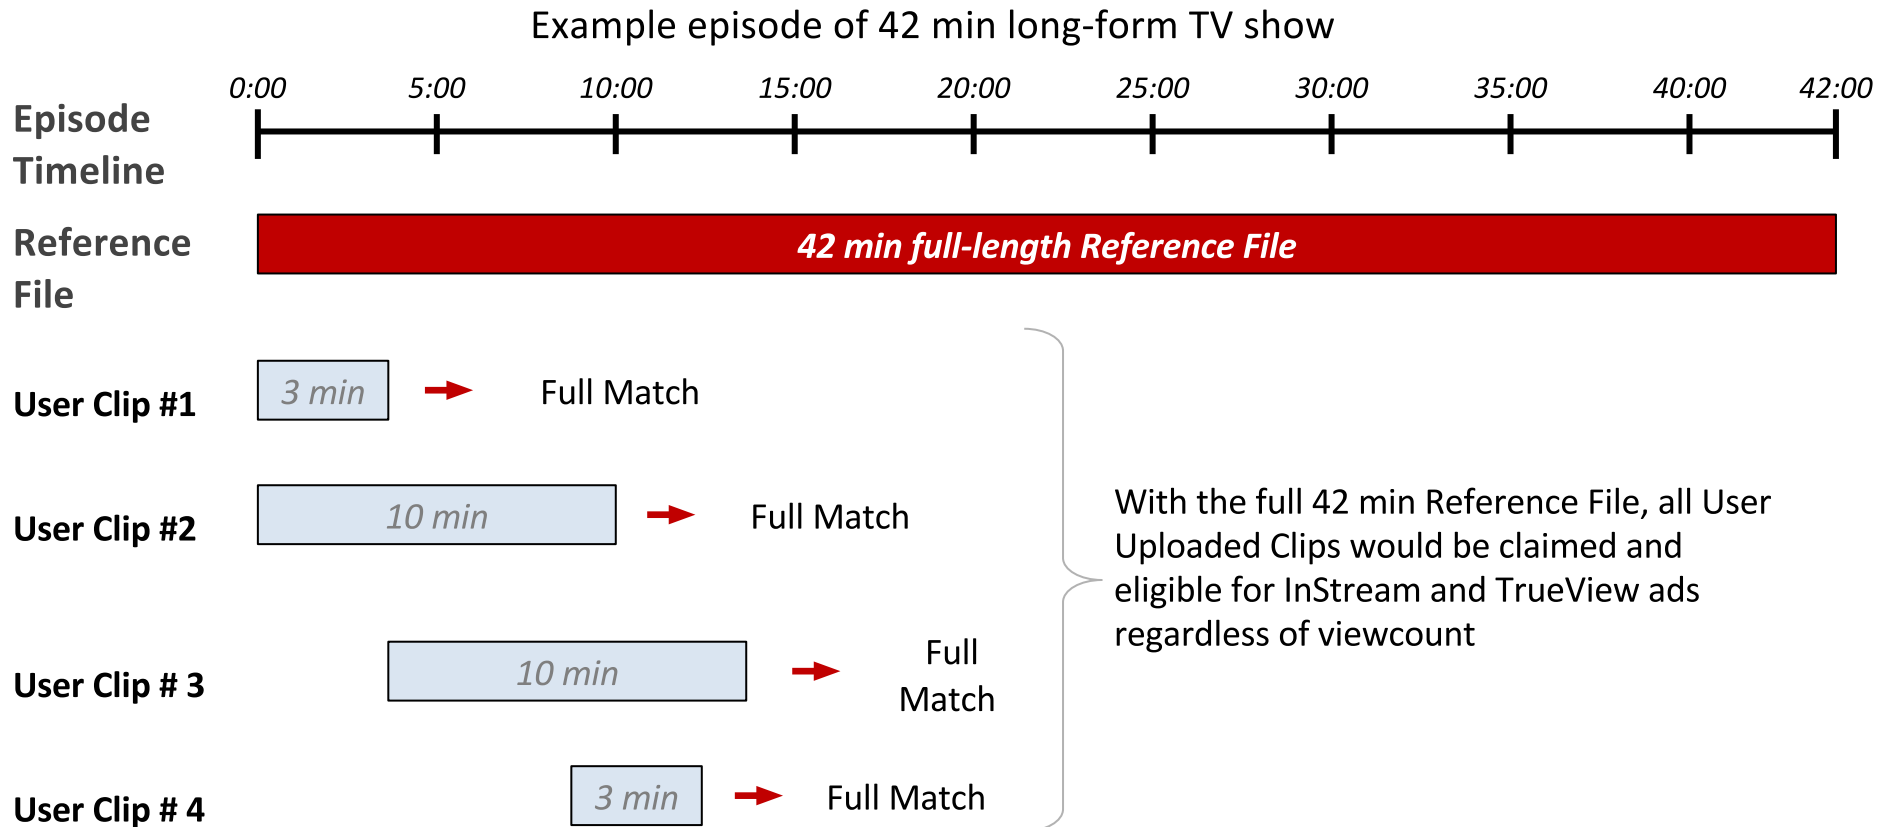 Example episode of 42 min long-form TV show
0:00 5:00 10:00 15:00 20:00 25:00 30:00 35:00 40:00 42:00
Episode
Timeline
Reference
File
42 min full-length Reference File
User Clip #1
3 min
Full Match
User Clip #2
10 min
Full Match
User Clip # 3
10 min
Full
Match
User Clip # 4
3 min
Full Match
With the full 42 min Reference File, all User
Uploaded Clips would be claimed and
eligible for InStream and TrueView ads
regardless of viewcount